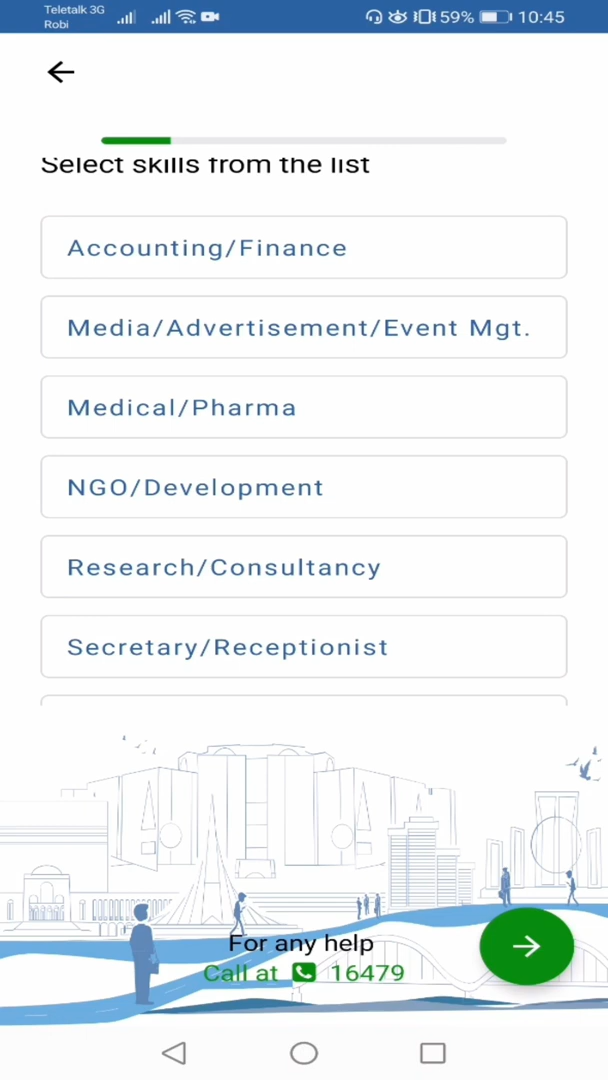 Teletalk 3G
Robi
59% 10:45
Select skills from the list
Accounting/Finance
Media/Advertisement/Event Mgt.
Medical/Pharma
NGO/Development
Research/Consultancy
Secretary/Receptionist
For any help
Call at 16479